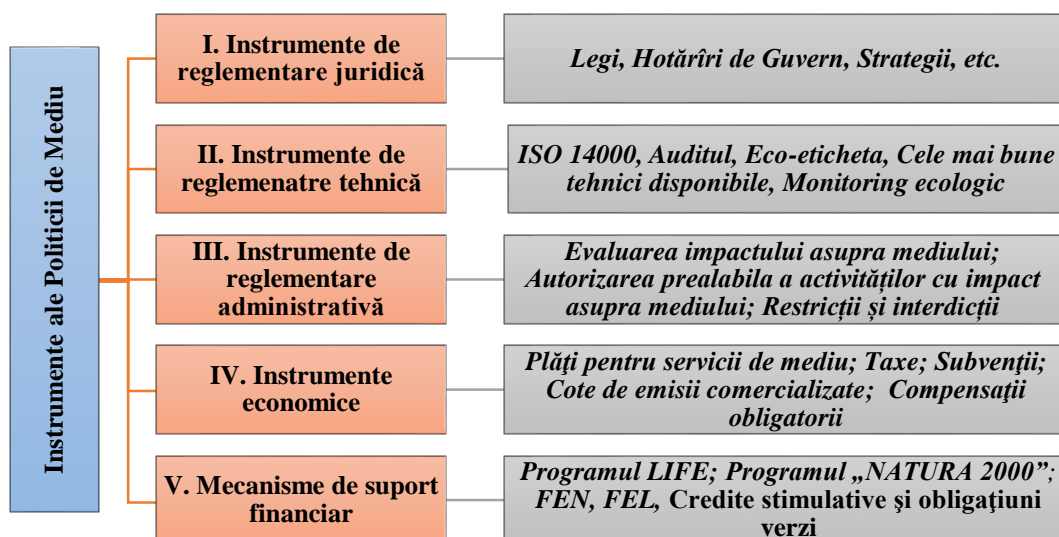 Instrumente ale Politicii de Mediu
I. Instrumente de
reglementare juridică
Legi, Hotărîri de Guvern, Strategii, etc.
II. Instrumente de
reglemenatre tehnică
ISO 14000, Auditul, Eco-eticheta, Cele mai bune
tehnici disponibile, Monitoring ecologic
III. Instrumente de
reglementare
administrativă
Evaluarea impactului asupra mediului;
Autorizarea prealabila a activităților cu impact
asupra mediului; Restricții și interdicții
IV. Instrumente
economice
Plăţi pentru servicii de mediu; Taxe; Subvenţii;
Cote de emisii comercializate; Compensaţii
obligatorii
V. Mecanisme de suport
financiar
Programul LIFE; Programul „NATURA 2000”;
FEN, FEL, Credite stimulative şi obligaţiuni
verzi